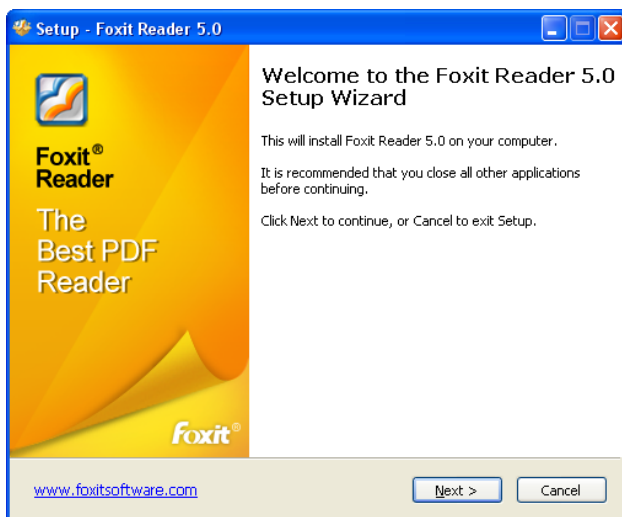 Setup - Foxit Reader 5.0
Foxit®
Reader
The
Best PDF
Reader
foxit®
Welcome to the Foxit Reader 5.0
Setup Wizard
This will install Foxit Reader 5.0 on your computer.
It is recommended that you close all other applications
before continuing.
Click Next to continue, or Cancel to exit Setup.
www.foxitsoftware.com
Next >
Cancel